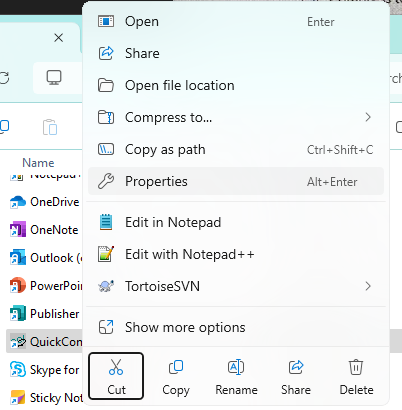 Open Enter
Share
Open file location
Compress to...
Copy as path Ctrl+Shift+C
Name
Properties Alt+Enter
OneDrive
OneNote
Edit in Notepad
Outlook
Edit with Notepad++
PowerPoin
TortoiseSVN
Publisher
Show more options
QuickCon
Skype for
Cut Copy Rename Share Delete
Sticky Not